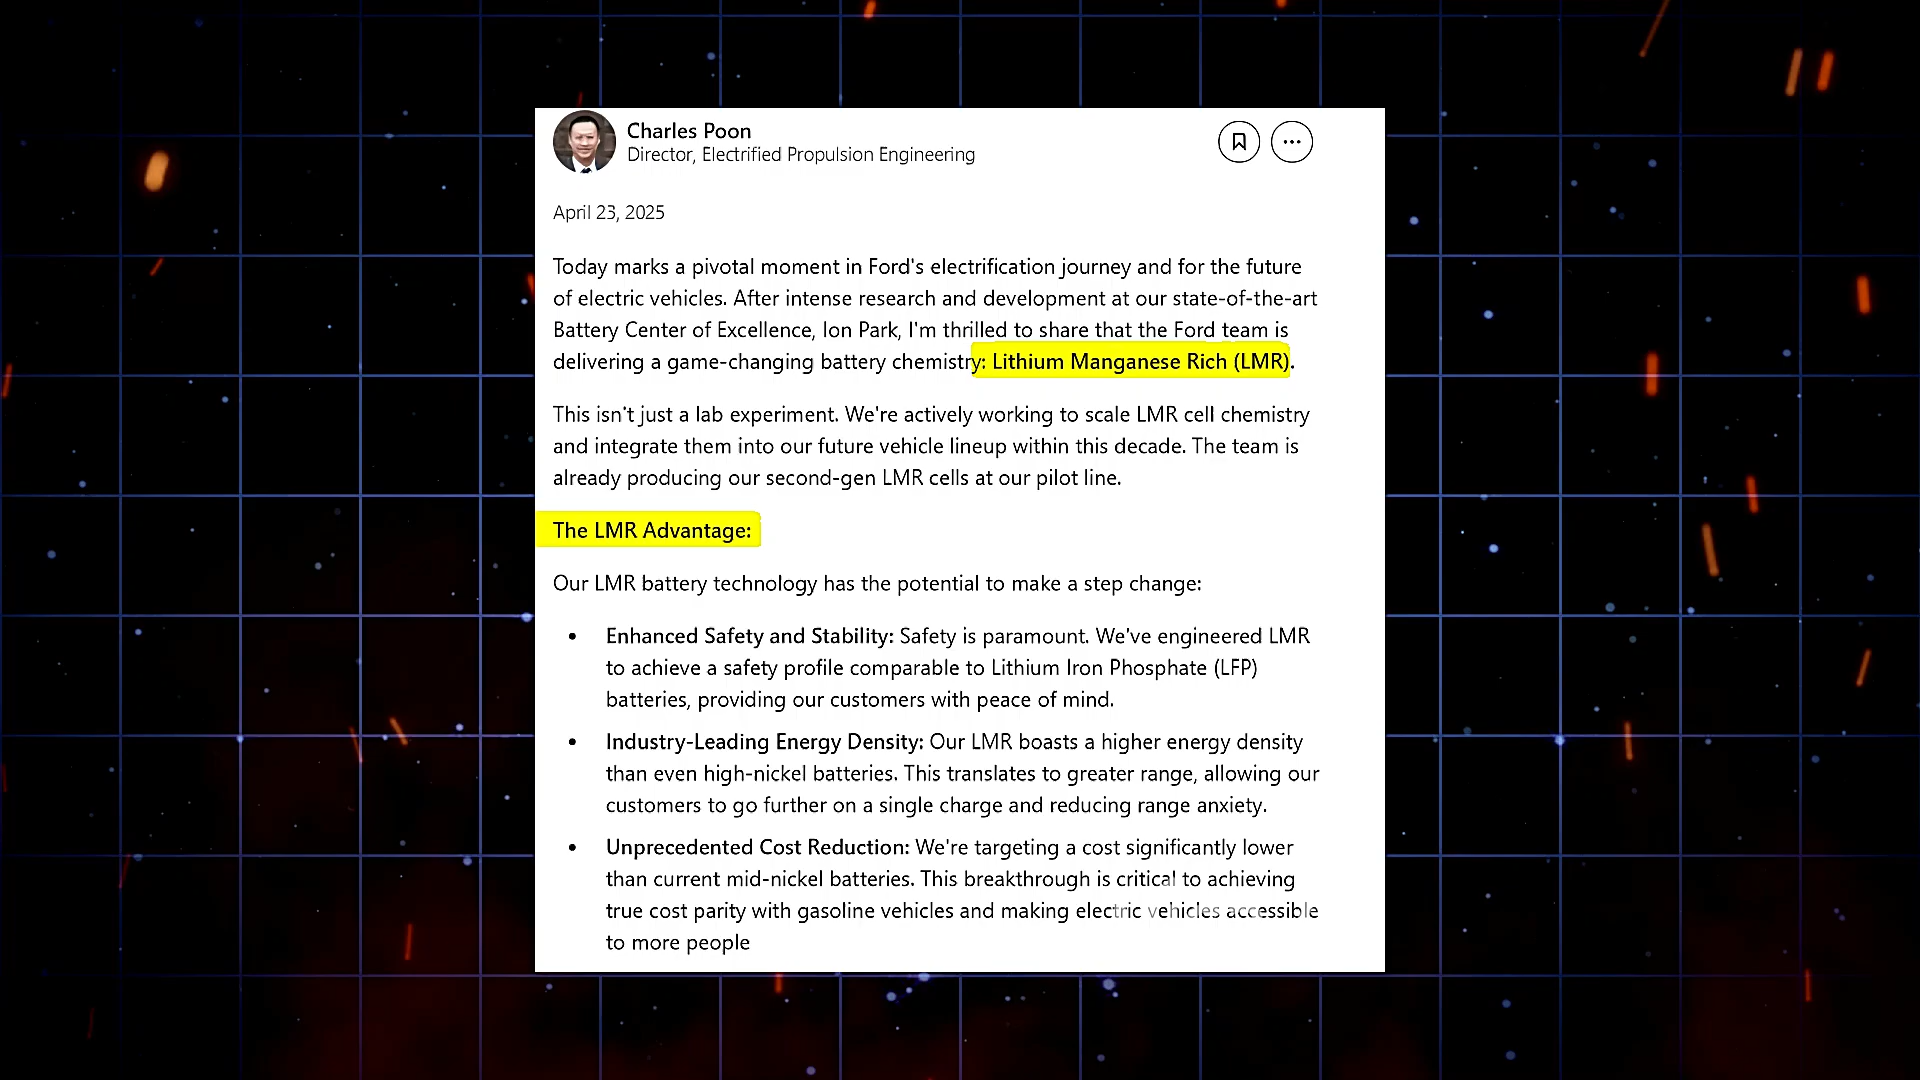 Charles Poon
Director, Electrified Propulsion Engineering
April 23, 2025
Today marks a pivotal moment in Ford's electrification journey and for the future
of electric vehicles. After intense research and development at our state-of-the-art
Battery Center of Excellence, Ion Park, I'm thrilled to share that the Ford team is
delivering a game-changing battery chemistry: Lithium Manganese Rich (LMR).
This isn't just a lab experiment. We're actively working to scale LMR cell chemistry
and integrate them into our future vehicle lineup within this decade. The team is
already producing our second-gen LMR cells at our pilot line.
The LMR Advantage:
Our LMR battery technology has the potential to make a step change:
• Enhanced Safety and Stability: Safety is paramount. We've engineered LMR
to achieve a safety profile comparable to Lithium Iron Phosphate (LFP)
batteries, providing our customers with peace of mind.
• Industry-Leading Energy Density: Our LMR boasts a higher energy density
than even high-nickel batteries. This translates to greater range, allowing our
customers to go further on a single charge and reducing range anxiety.
• Unprecedented Cost Reduction: We're targeting a cost significantly lower
than current mid-nickel batteries. This breakthrough is critical to achieving
true cost parity with gasoline vehicles and making electric vehicles accessible
to more people